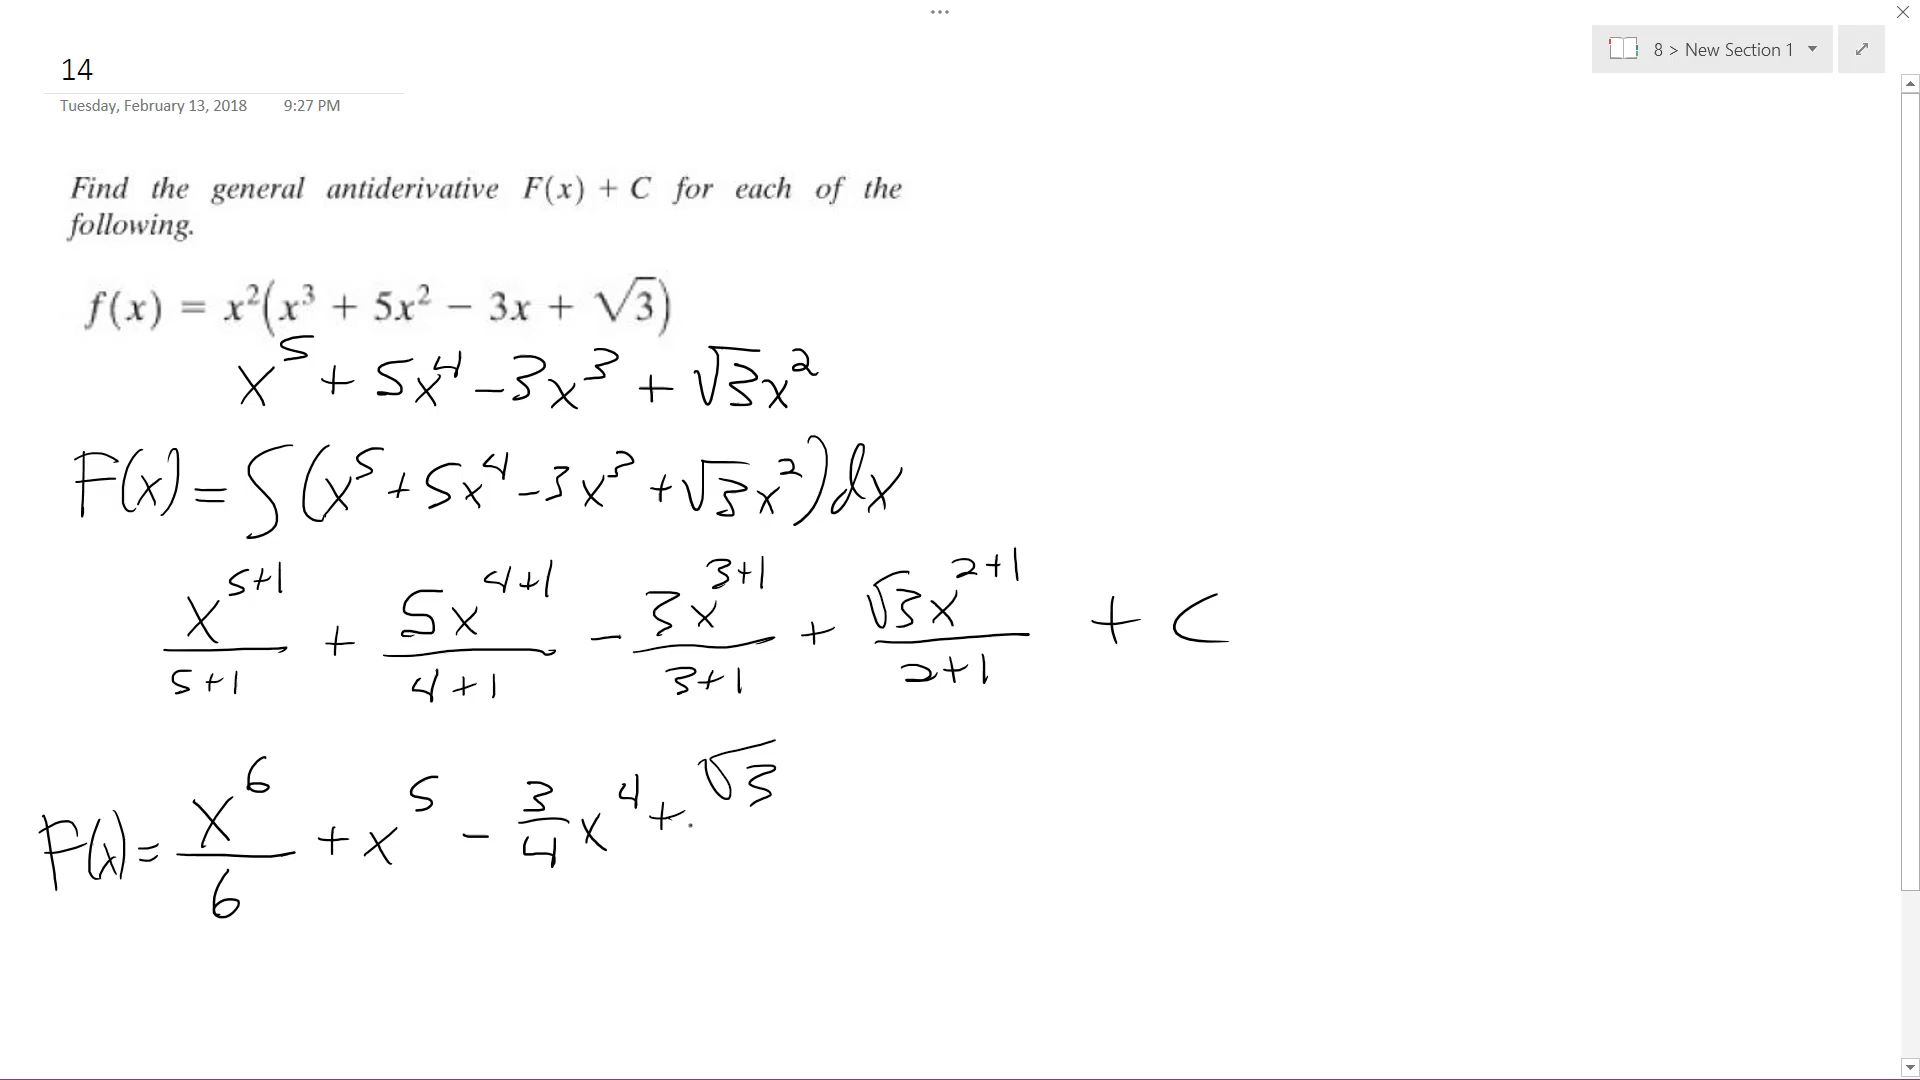 14
Tuesday, February 13, 2018 9:27 PM
8 > New Section 1
Find the general antiderivative F(x) + C for each of the
following.
f(x) = x²(x³ + 5x² − 3x + √3)
x⁵ + 5x⁴ − 3x³ + √3x²
F(x) = ∫(x⁵ + 5x⁴ − 3x³ + √3x²)dx
x^(5+1)/(5+1) + 5x^(4+1)/(4+1) − 3x^(3+1)/(3+1) + √3x^(2+1)/(2+1) + C
F(x) = x⁶/6 + x⁵ − 3/4 x⁴ + √3